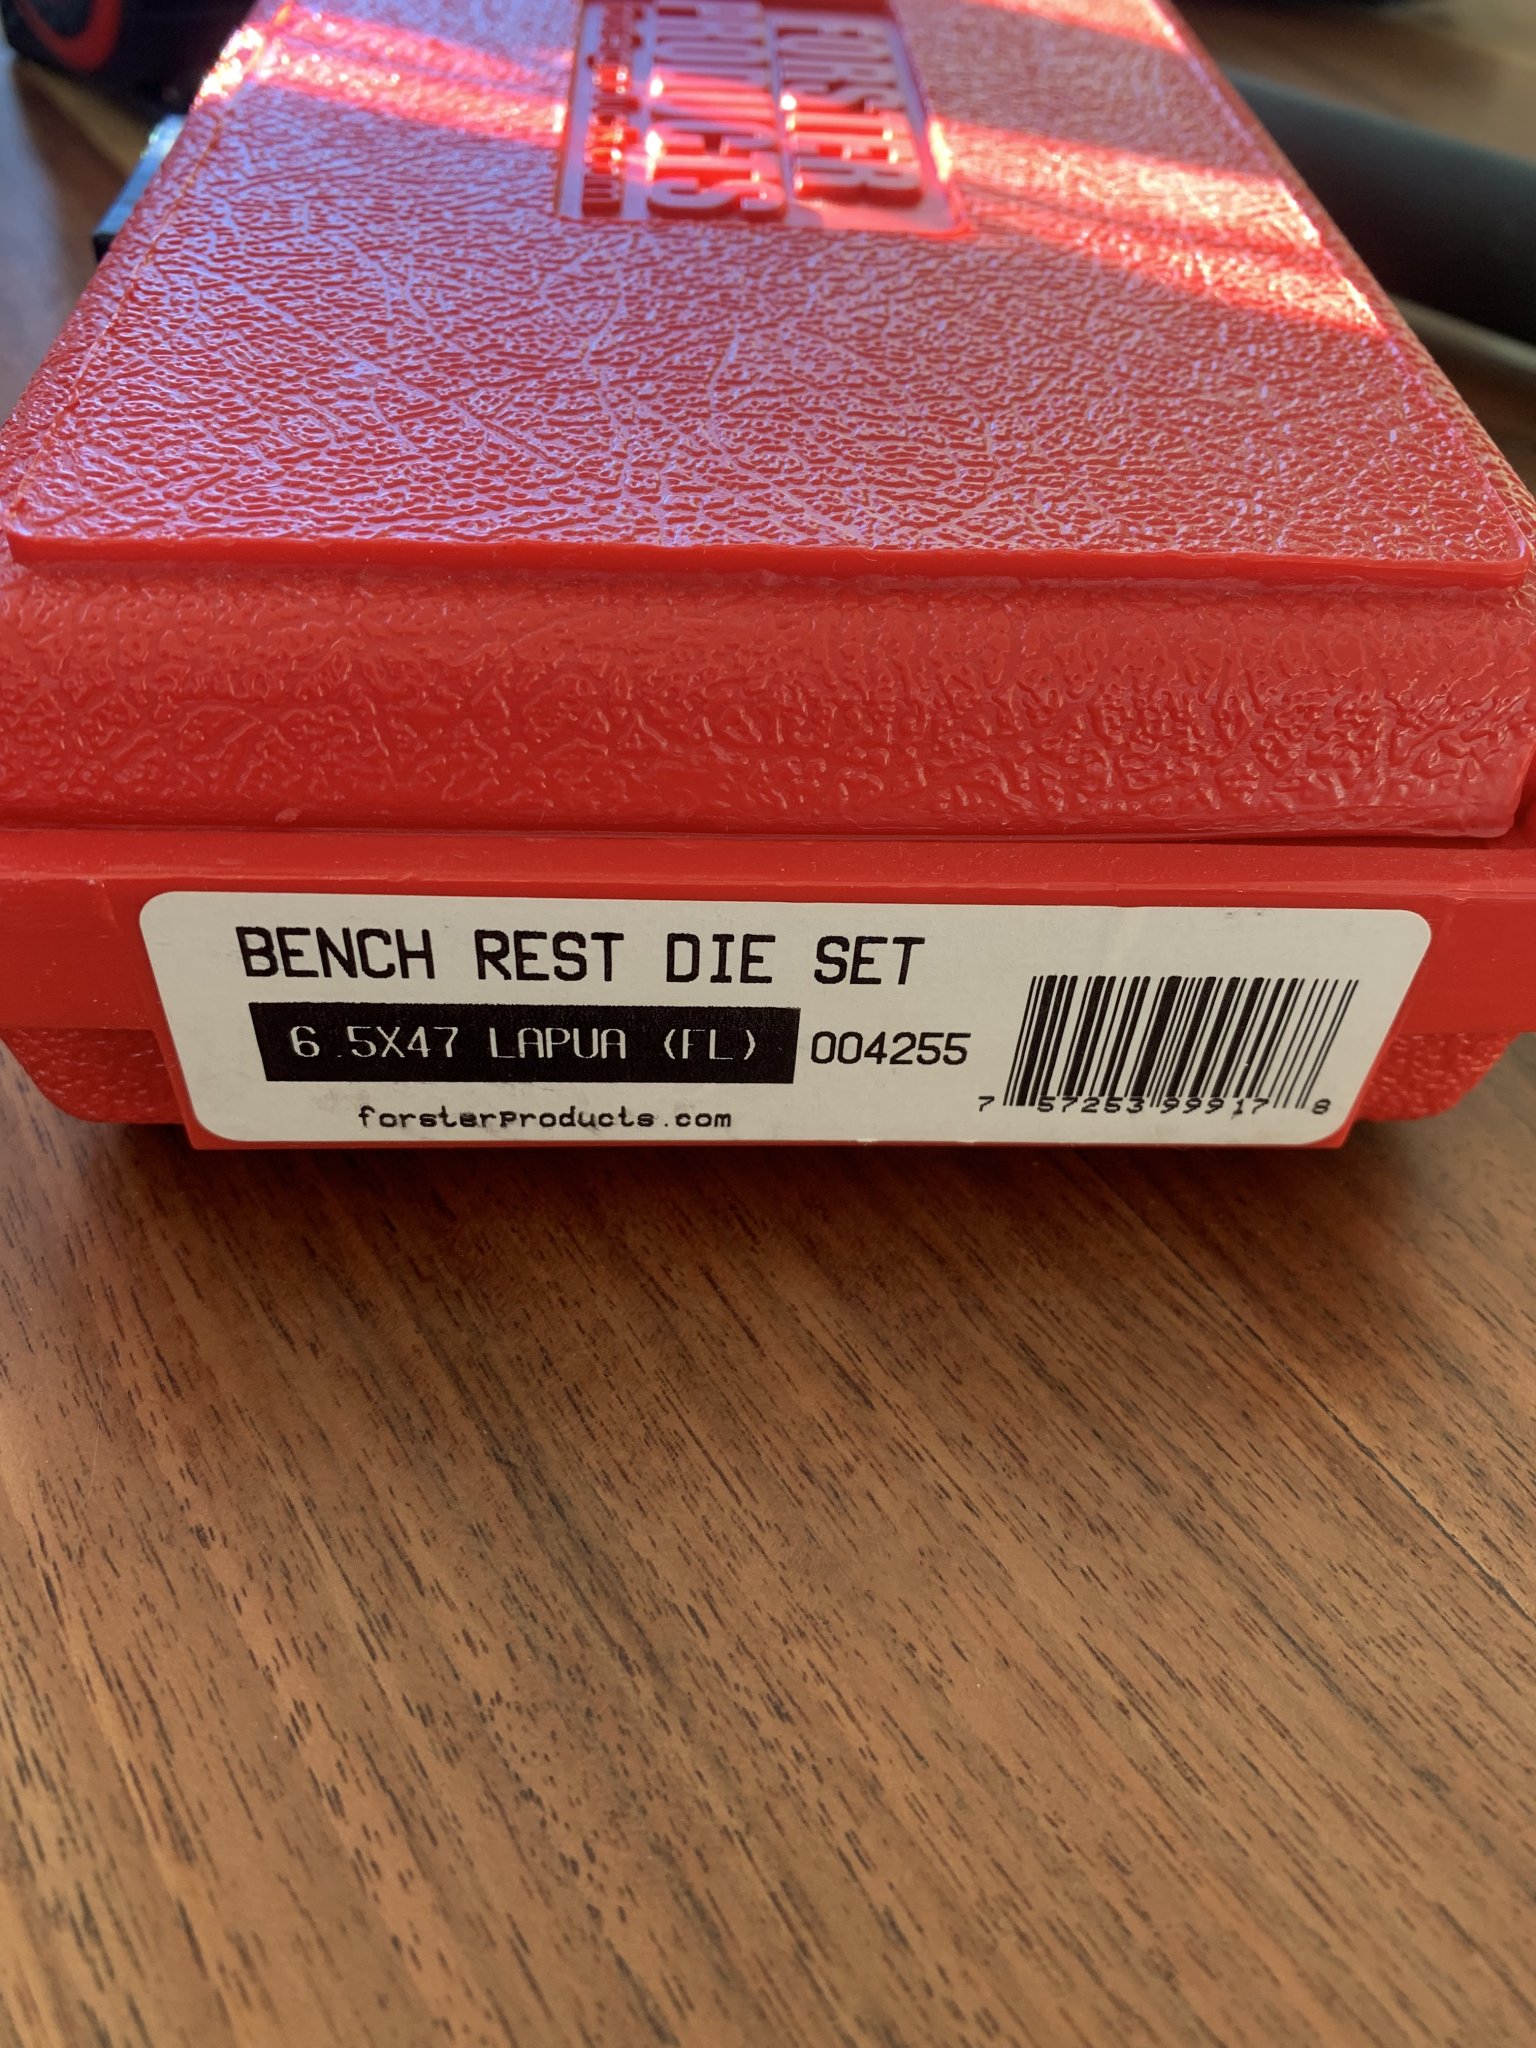 FORSTER
PRODUCTS
BENCH REST DIE SET
6.5X47 LAPUA (FL) 004255
forsterproducts.com
7 57253 99917 8